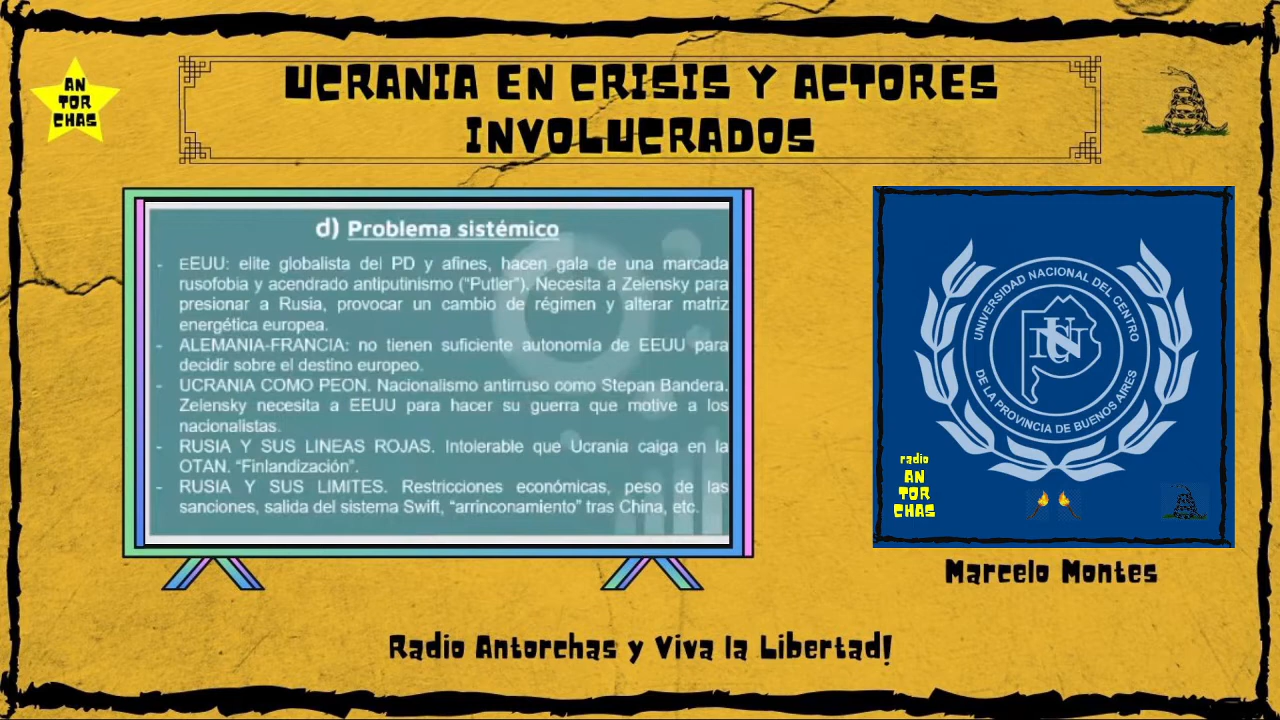 AN
TOR
CHAS
UCRANIA EN CRISIS Y ACTORES
INVOLUCRADOS
d) Problema sistémico
- EEUU: elite globalista del PD y afines, hacen gala de una marcada
rusofobia y acendrado antiputinismo (“Putler”). Necesita a Zelensky para
presionar a Rusia, provocar un cambio de régimen y alterar matriz
energética europea.
- ALEMANIA-FRANCIA: no tienen suficiente autonomía de EEUU para
decidir sobre el destino europeo.
- UCRANIA COMO PEON. Nacionalismo antirruso como Stepan Bandera.
Zelensky necesita a EEUU para hacer su guerra que motive a los
nacionalistas.
- RUSIA Y SUS LINEAS ROJAS. Intolerable que Ucrania caiga en la
OTAN. “Finlandización”.
- RUSIA Y SUS LIMITES. Restricciones económicas, peso de las
sanciones, salida del sistema Swift, “arrinconamiento” tras China, etc.
UNIVERSIDAD NACIONAL DEL CENTRO
DE LA PROVINCIA DE BUENOS AIRES
radio
AN
TOR
CHAS
Marcelo Montes
Radio Antorchas y Viva la Libertad!